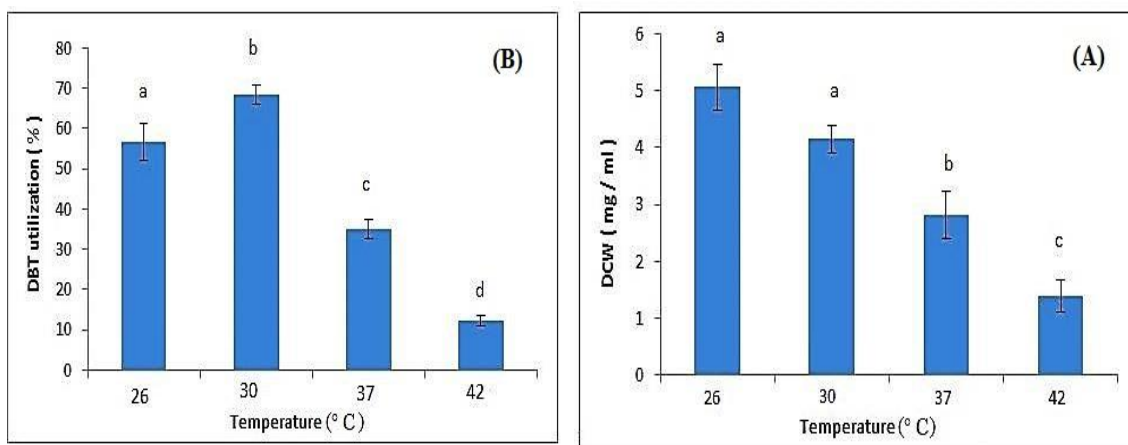 (B)
DBT utilization ( % )
80
70
60
50
40
30
20
10
0
a
b
c
d
26
30
37
42
Temperature (° C)
(A)
DCW ( mg / ml )
6
5
4
3
2
1
0
a
a
b
c
26
30
37
42
Temperature (° C)